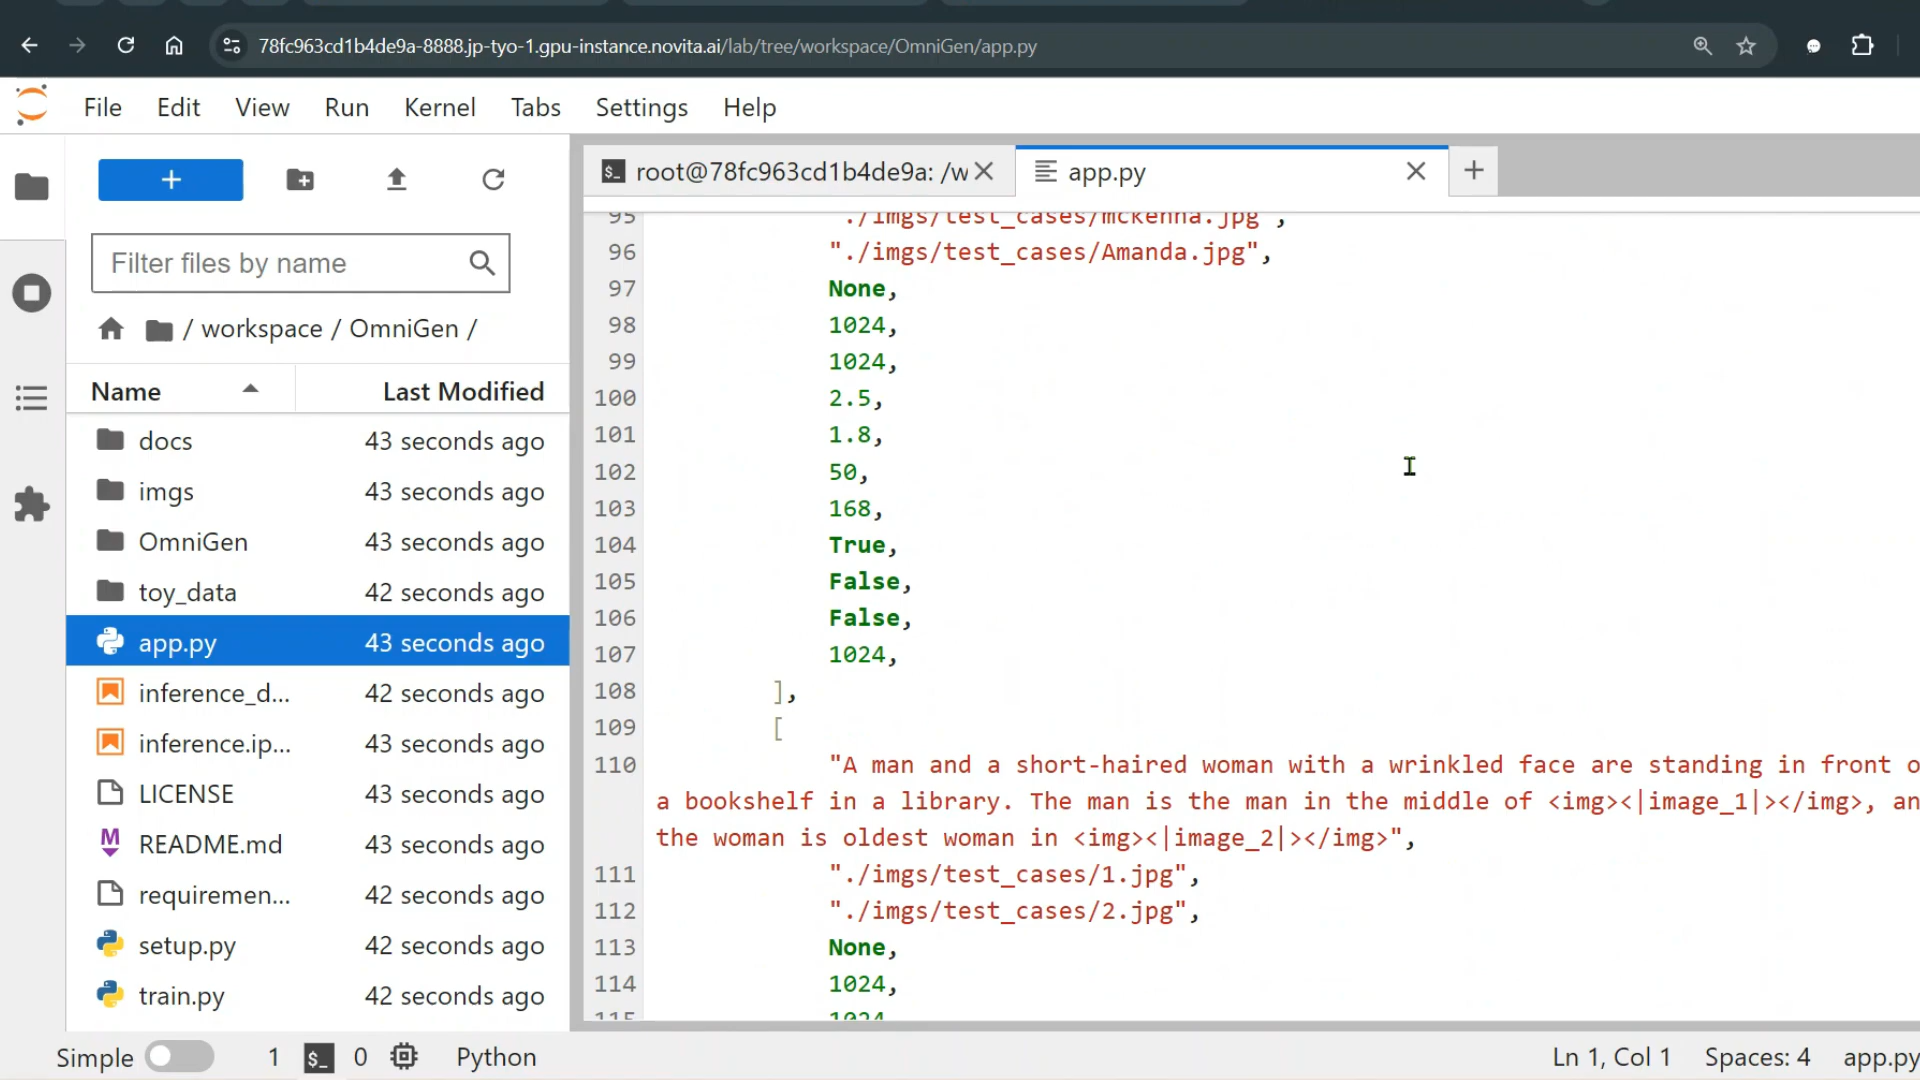 78fc963cd1b4de9a-8888.jp-tyo-1.gpu-instance.novita.ai/lab/tree/workspace/OmniGen/app.py
File Edit View Run Kernel Tabs Settings Help
+
Filter files by name
/ workspace / OmniGen /
Name Last Modified
docs 43 seconds ago
imgs 43 seconds ago
OmniGen 43 seconds ago
toy_data 42 seconds ago
app.py 43 seconds ago
inference_d... 42 seconds ago
inference.ip... 43 seconds ago
LICENSE 43 seconds ago
README.md 43 seconds ago
requiremen... 42 seconds ago
setup.py 42 seconds ago
train.py 42 seconds ago
root@78fc963cd1b4de9a: /w
app.py
95 "./imgs/test_cases/mckenna.jpg",
96 "./imgs/test_cases/Amanda.jpg",
97 None,
98 1024,
99 1024,
100 2.5,
101 1.8,
102 50,
103 168,
104 True,
105 False,
106 False,
107 1024,
108 ],
109 [
110 "A man and a short-haired woman with a wrinkled face are standing in front o
a bookshelf in a library. The man is the man in the middle of <img><|image_1|></img>, an
the woman is oldest woman in <img><|image_2|></img>",
111 "./imgs/test_cases/1.jpg",
112 "./imgs/test_cases/2.jpg",
113 None,
114 1024,
115 1024
Simple 1 $_ 0 Python Ln 1, Col 1 Spaces: 4 app.py